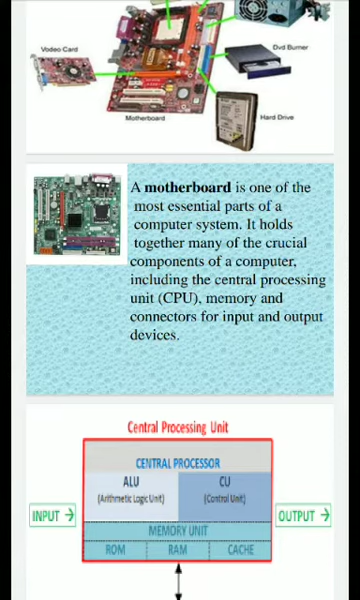 Vodeo Card
Dvd Burner
Motherboard
Hard Drive
A motherboard is one of the
most essential parts of a
computer system. It holds
together many of the crucial
components of a computer,
including the central processing
unit (CPU), memory and
connectors for input and output
devices.
Central Processing Unit
CENTRAL PROCESSOR
ALU
(Arithmetic Logic Unit)
CU
(Control Unit)
INPUT →
OUTPUT →
MEMORY UNIT
ROM
RAM
CACHE